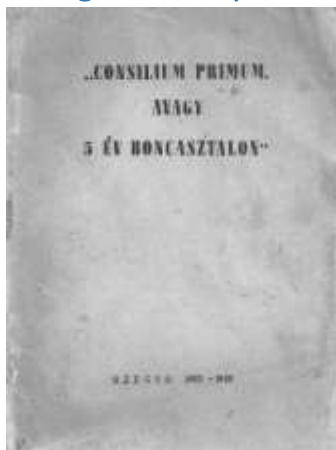 „CONSILIUM PRIMUM,
AVAGY
5 ÉV BONCASZTALON"
SZEGED